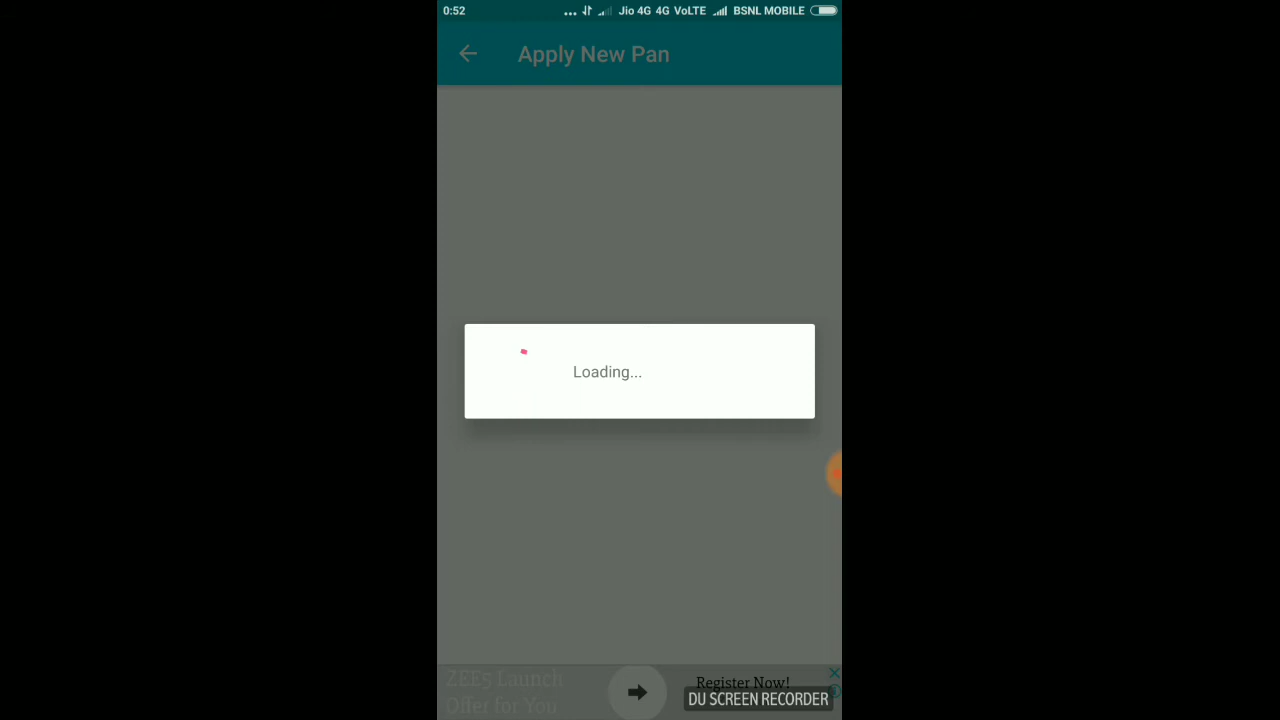 0:52 ... Jio 4G 4G VoLTE BSNL MOBILE
Apply New Pan
Loading...
ZEE5 Launch
Offer for You
Register Now!
DU SCREEN RECORDER